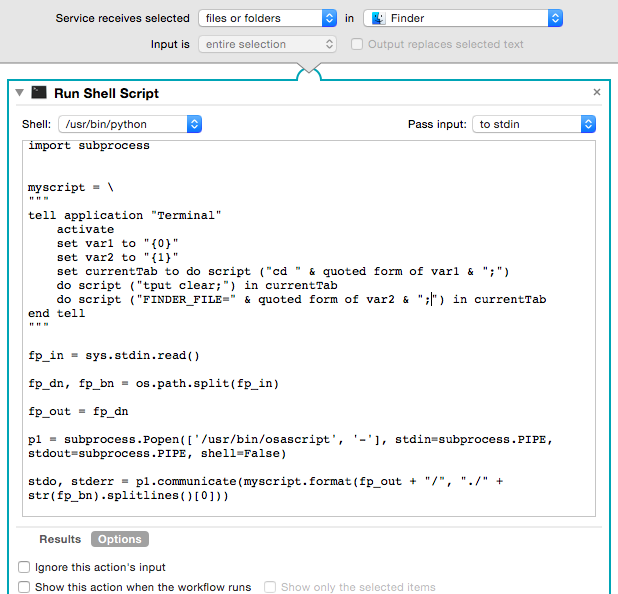 Service receives selected files or folders in Finder
Input is entire selection Output replaces selected text
Run Shell Script
Shell: /usr/bin/python Pass input: to stdin
import subprocess
myscript = \
"""
tell application "Terminal"
    activate
    set var1 to "{0}"
    set var2 to "{1}"
    set currentTab to do script ("cd " & quoted form of var1 & ";")
    do script ("tput clear;") in currentTab
    do script ("FINDER_FILE=" & quoted form of var2 & ";") in currentTab
end tell
"""
fp_in = sys.stdin.read()
fp_dn, fp_bn = os.path.split(fp_in)
fp_out = fp_dn
p1 = subprocess.Popen(['/usr/bin/osascript', '-'], stdin=subprocess.PIPE,
stdout=subprocess.PIPE, shell=False)
stdo, stderr = p1.communicate(myscript.format(fp_out + "/", "./" +
str(fp_bn).splitlines()[0]))
Results Options
Ignore this action's input
Show this action when the workflow runs Show only the selected items